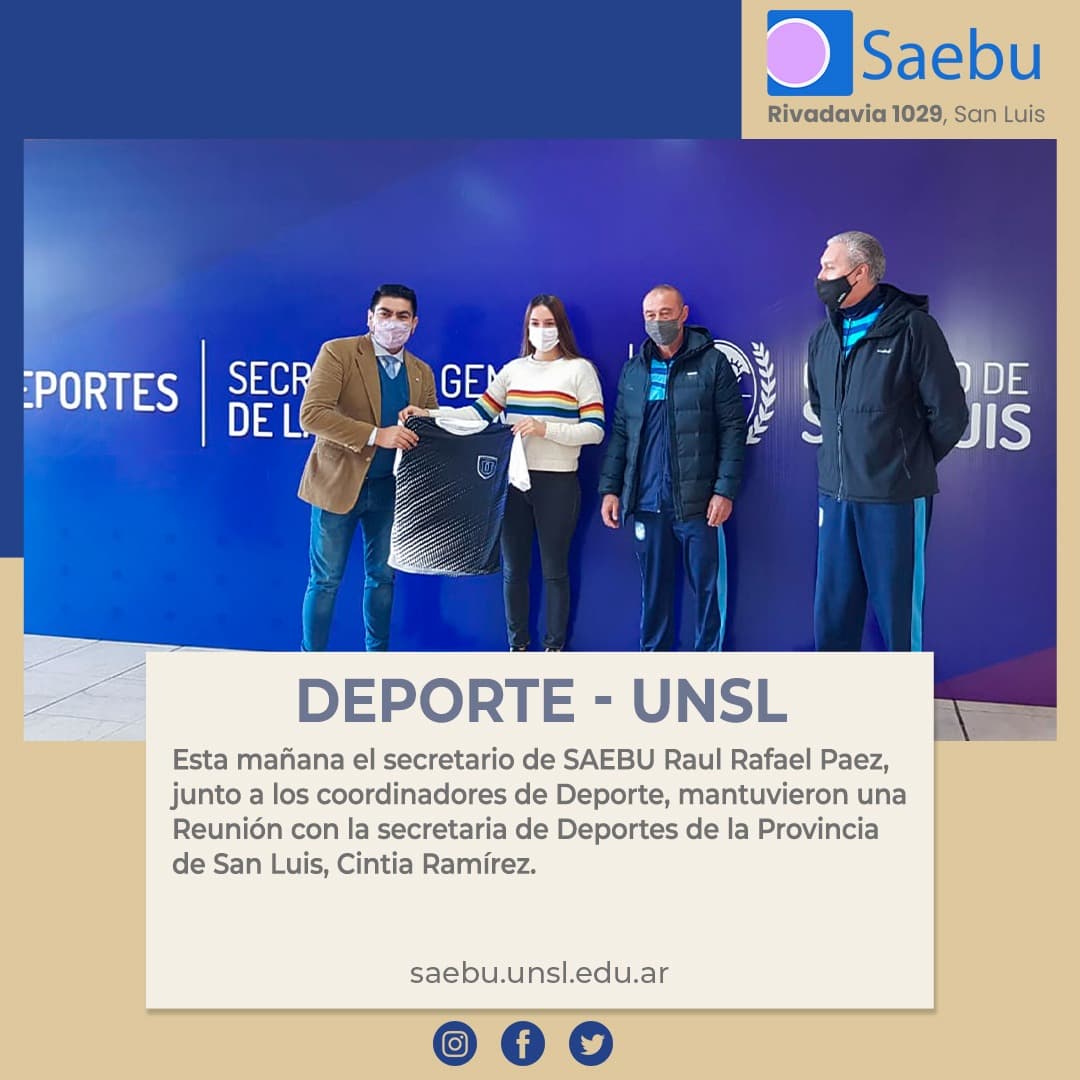 Saebu
Rivadavia 1029, San Luis
EPORTES
SECR GEN
DE LA
O DE
S UIS
DEPORTE - UNSL
Esta mañana el secretario de SAEBU Raul Rafael Paez,
junto a los coordinadores de Deporte, mantuvieron una
Reunión con la secretaria de Deportes de la Provincia
de San Luis, Cintia Ramírez.
saebu.unsl.edu.ar